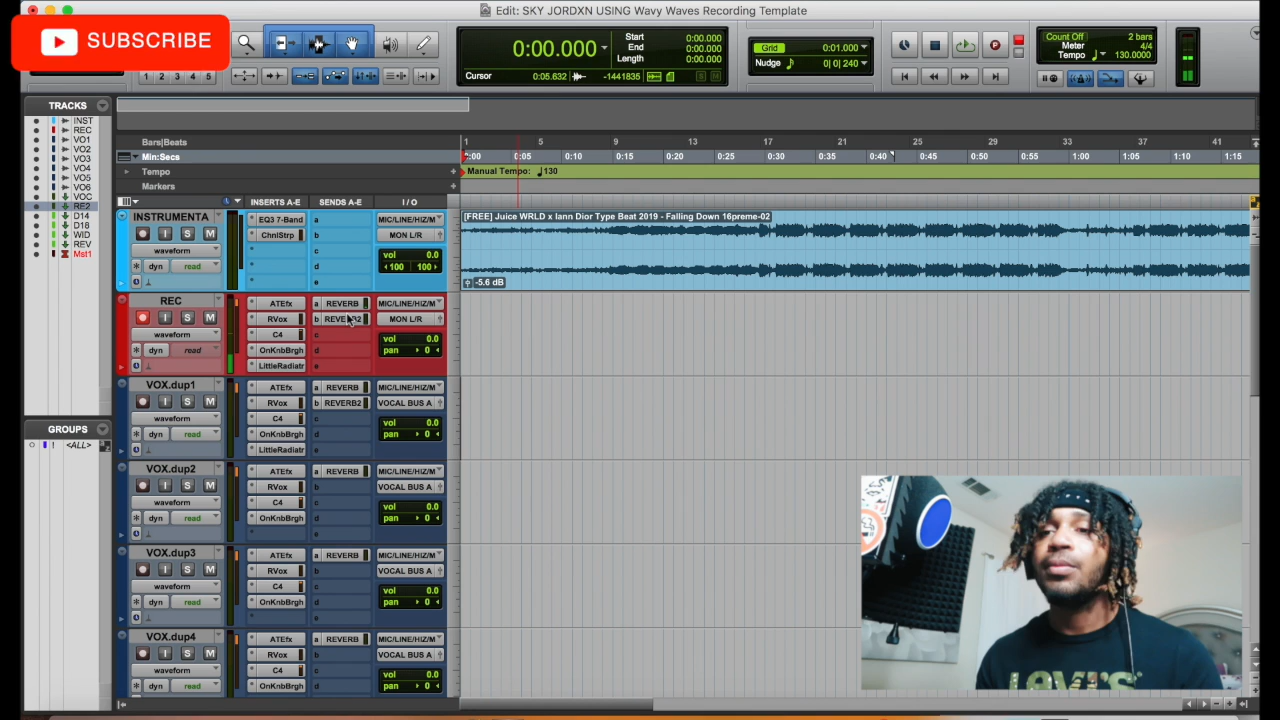 Edit: SKY JORDXN USING Wavy Waves Recording Template
SUBSCRIBE
1 2 3 4 5
0:00.000
Start 0:00.000
End 0:00.000
Length 0:00.000
Cursor 0:05.632 -1441835
Grid 0:01.000
Nudge 0| 0| 240
Count Off 2 bars
Meter 4/4
Tempo 130.0000
TRACKS
INST
REC
VO1
VO2
VO3
VO4
VO5
VO6
VOC
RE2
D14
D18
WID
REV
Mst1
GROUPS
! <ALL>
Bars|Beats 1 5 9 13 17 21 25 29 33 37 41
Min:Secs 0:00 0:05 0:10 0:15 0:20 0:25 0:30 0:35 0:40 0:45 0:50 0:55 1:00 1:05 1:10 1:15
Tempo + Manual Tempo: ♩130
Markers +
INSERTS A-E SENDS A-E I / O
INSTRUMENTA EQ3 7-Band a MIC/LINE/HIZ/M
I S M ChnlStrp b MON L/R
waveform c vol 0.0
dyn read d 100 100
e
[FREE] Juice WRLD x Iann Dior Type Beat 2019 - Falling Down 16preme-02
-5.6 dB
REC ATEfx a REVERB MIC/LINE/HIZ/M
I S M RVox b REVERB2 MON L/R
waveform C4 c vol 0.0
dyn read OnKnbBrgh d pan 0
LittleRadiatr e
VOX.dup1 ATEfx a REVERB MIC/LINE/HIZ/M
I S M RVox b REVERB2 VOCAL BUS A
waveform C4 c vol 0.0
dyn read OnKnbBrgh d pan 0
LittleRadiatr e
VOX.dup2 ATEfx a REVERB MIC/LINE/HIZ/M
I S M RVox b VOCAL BUS A
waveform C4 c vol 0.0
dyn read OnKnbBrgh d pan 0
e
VOX.dup3 ATEfx a REVERB MIC/LINE/HIZ/M
I S M RVox b VOCAL BUS A
waveform C4 c vol 0.0
dyn read OnKnbBrgh d pan 0
e
VOX.dup4 ATEfx a REVERB MIC/LINE/HIZ/M
I S M RVox b VOCAL BUS A
waveform C4 c vol 0.0
dyn read OnKnbBrgh d pan 0
LEVI'S